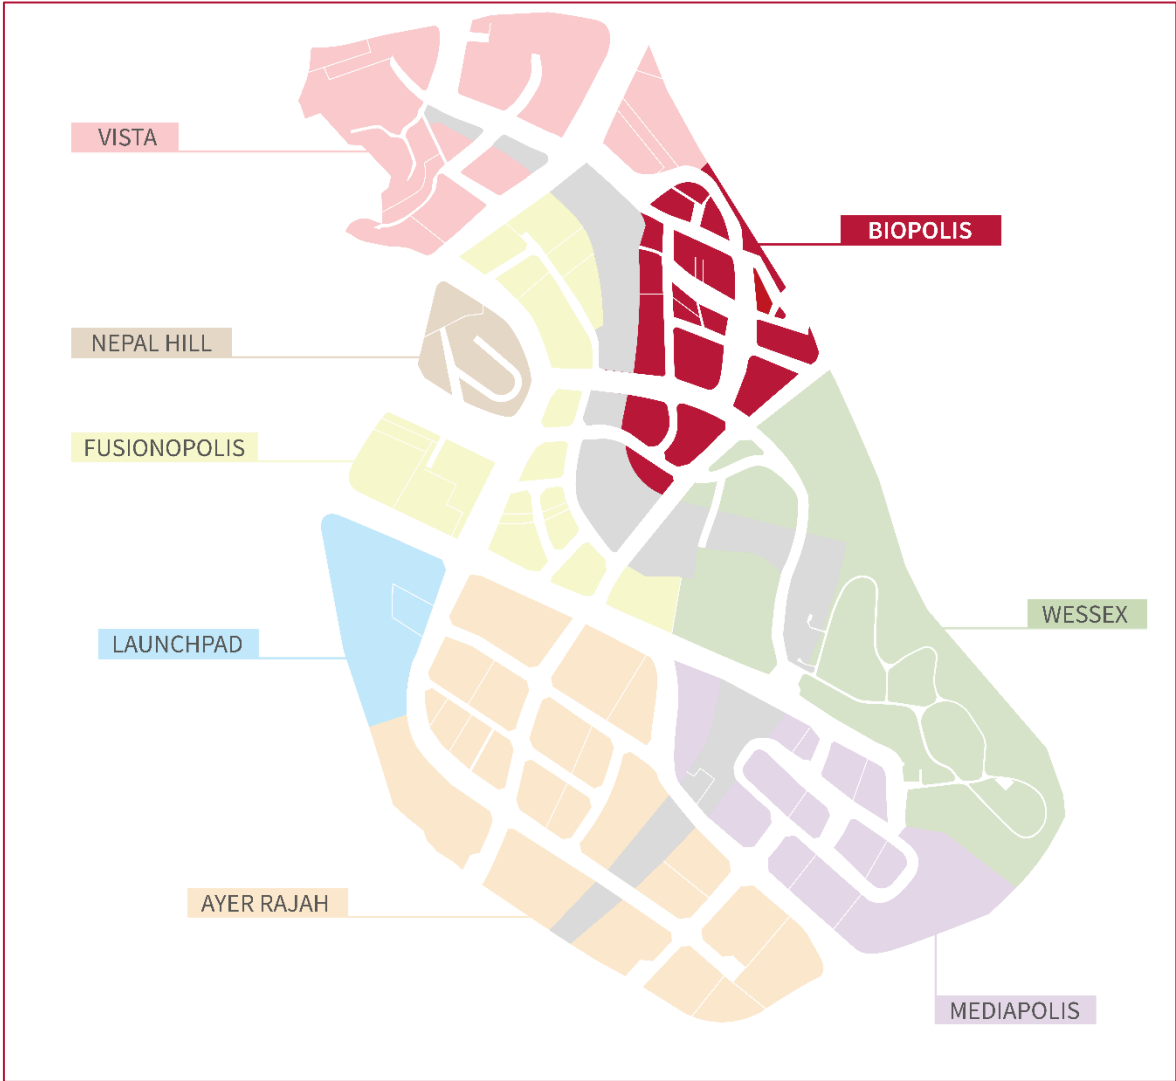 VISTA
BIOPOLIS
NEPAL HILL
FUSIONOPOLIS
WESSEX
LAUNCHPAD
AYER RAJAH
MEDIAPOLIS